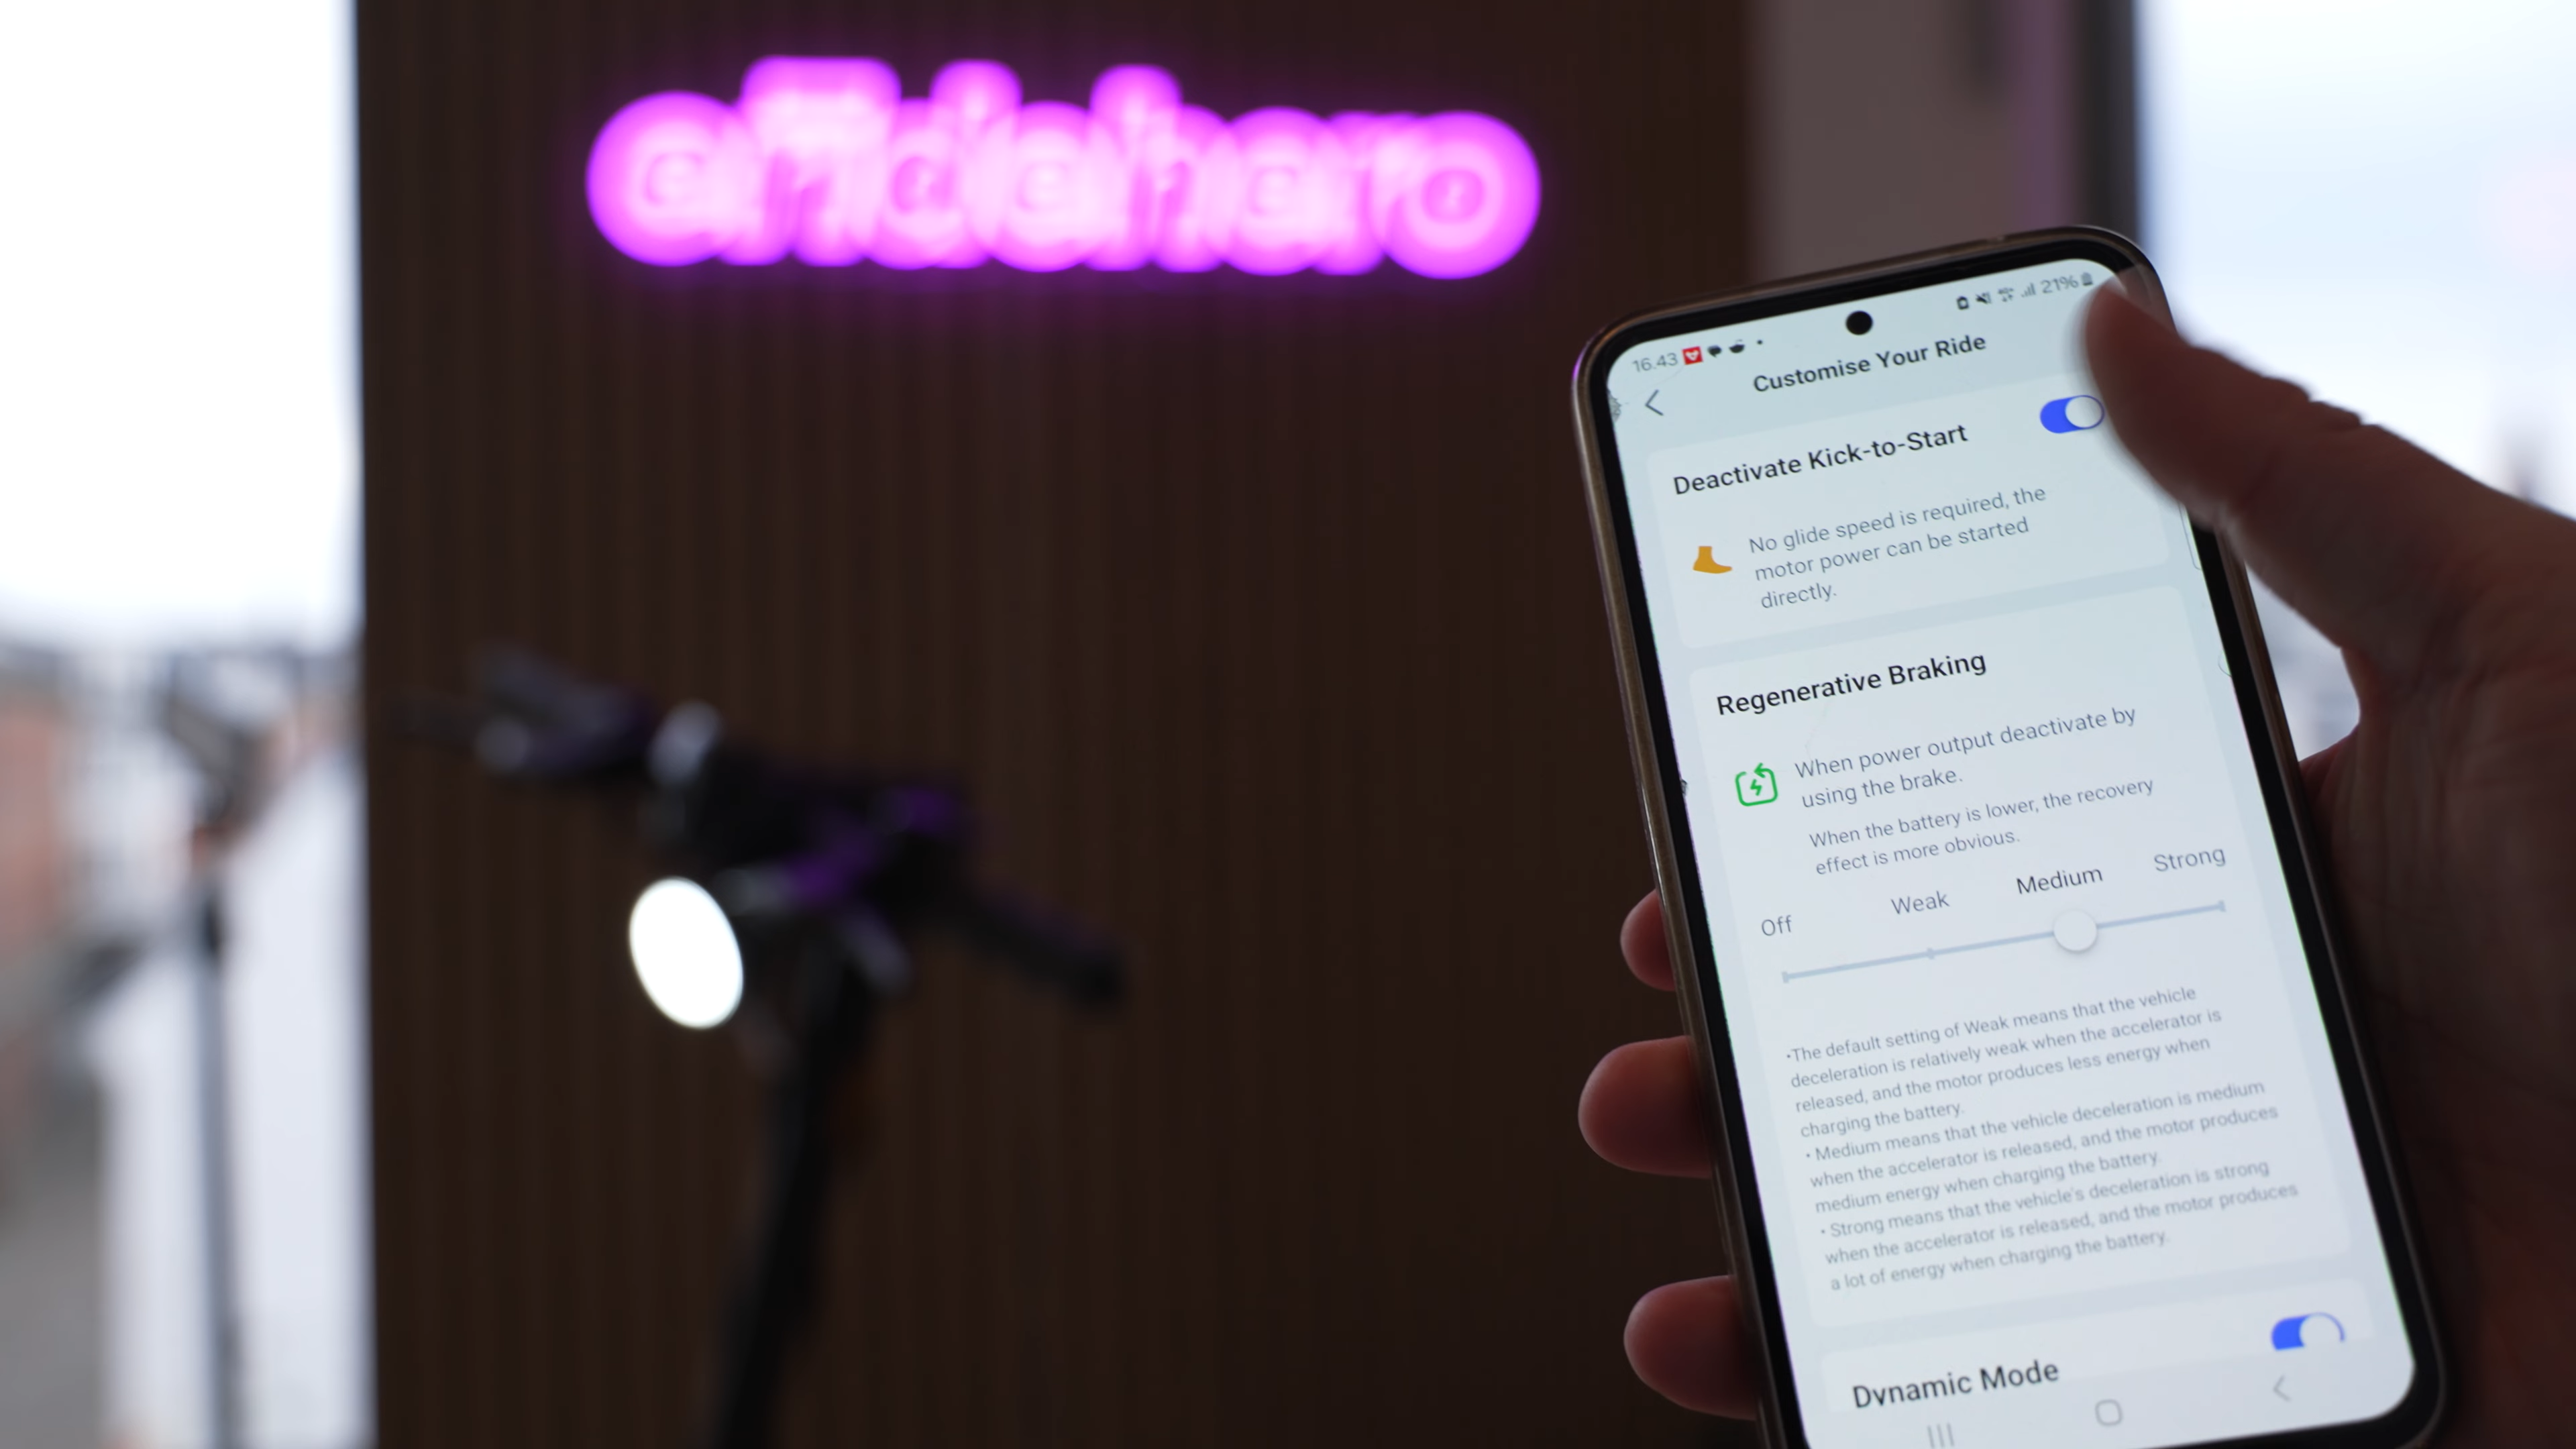 eridehero
16.43
21%
Customise Your Ride
Deactivate Kick-to-Start
No glide speed is required, the
motor power can be started
directly.
Regenerative Braking
When power output deactivate by
using the brake.
When the battery is lower, the recovery
effect is more obvious.
Off Weak Medium Strong
•The default setting of Weak means that the vehicle
deceleration is relatively weak when the accelerator is
released, and the motor produces less energy when
charging the battery.
• Medium means that the vehicle deceleration is medium
when the accelerator is released, and the motor produces
medium energy when charging the battery.
• Strong means that the vehicle's deceleration is strong
when the accelerator is released, and the motor produces
a lot of energy when charging the battery.
Dynamic Mode